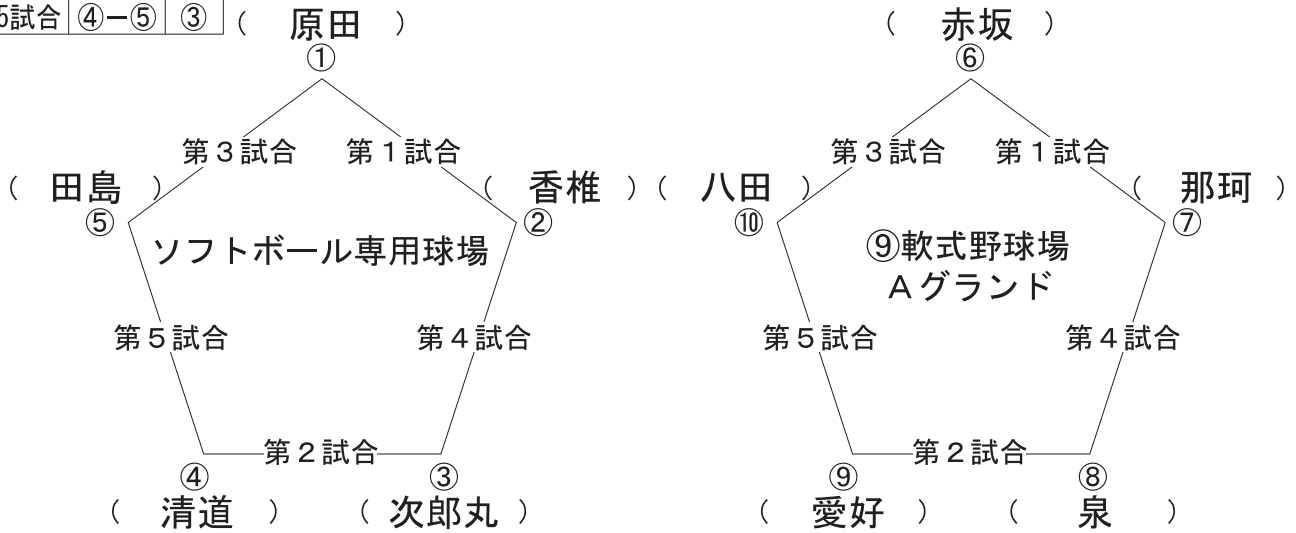 5試合 ④－⑤ ③
（ 原田 ）
①
第３試合 第１試合
（ 田島 ）
⑤
（ 香椎 ）
②
ソフトボール専用球場
第５試合 第４試合
第２試合
④ ③
（ 清道 ） （ 次郎丸 ）
（ 赤坂 ）
⑥
第３試合 第１試合
（ 八田 ）
⑩
（ 那珂 ）
⑦
⑨軟式野球場
Ａグランド
第５試合 第４試合
第２試合
⑨ ⑧
（ 愛好 ） （ 泉 ）